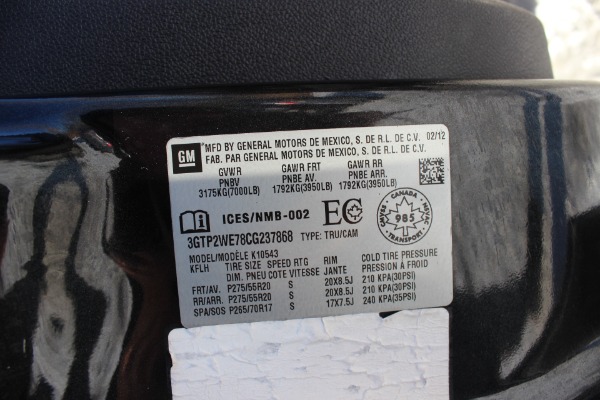 GM
MFD BY GENERAL MOTORS DE MEXICO, S. DE R.L. DE C.V. 02/12
FAB. PAR GENERAL MOTORS DE MEXICO, S. DE R.L. DE C.V.
GVWR GAWR FRT GAWR RR
PNBV PNBE AV. PNBE ARR.
3175KG(7000LB) 1792KG(3950LB) 1792KG(3950LB)
ICES/NMB-002 EC
CANADA
985
TRANSPORT
3GTP2WE78CG237868 TYPE: TRU/CAM
MODEL/MODÈLE K10543
KFLH TIRE SIZE SPEED RTG RIM COLD TIRE PRESSURE
DIM. PNEU COTE VITESSE JANTE PRESSION À FROID
FRT/AV. P275/55R20 S 20X8.5J 210 KPA(30PSI)
RR/ARR. P275/55R20 S 20X8.5J 210 KPA(30PSI)
SPA/SOS P265/70R17 S 17X7.5J 240 KPA(35PSI)